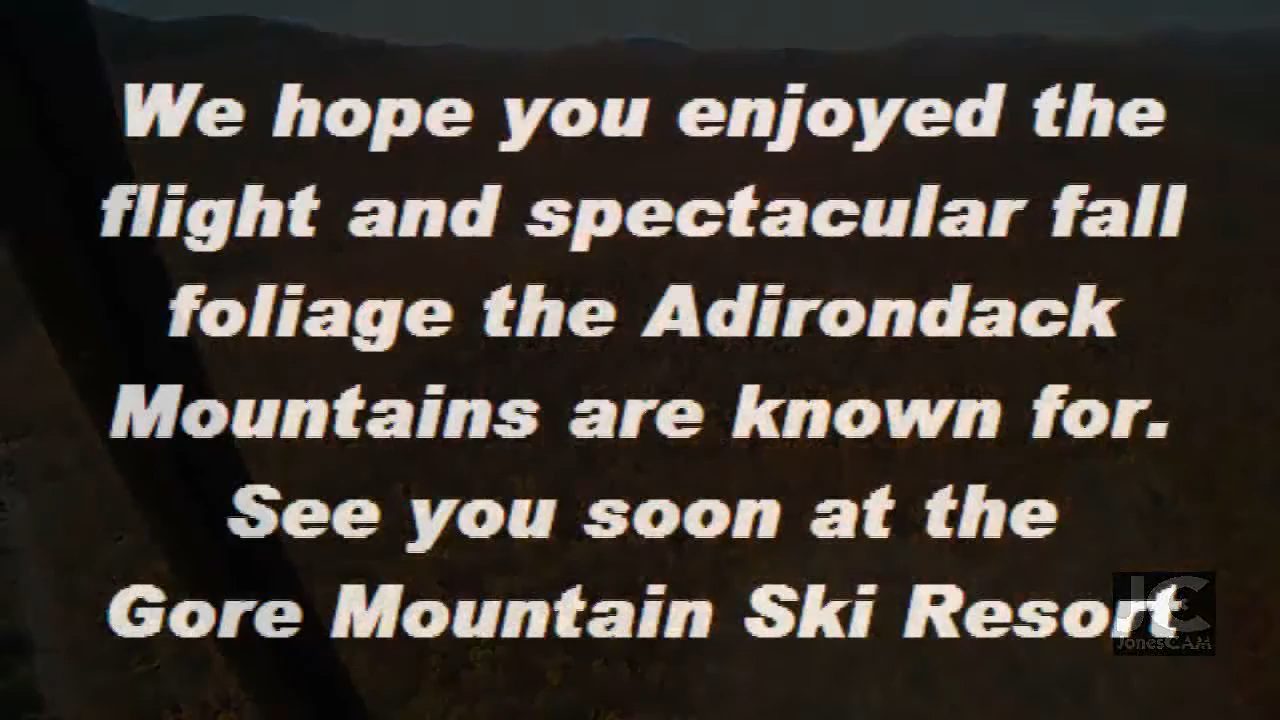 We hope you enjoyed the
flight and spectacular fall
foliage the Adirondack
Mountains are known for.
See you soon at the
Gore Mountain Ski Resort
JC
JonesCAM